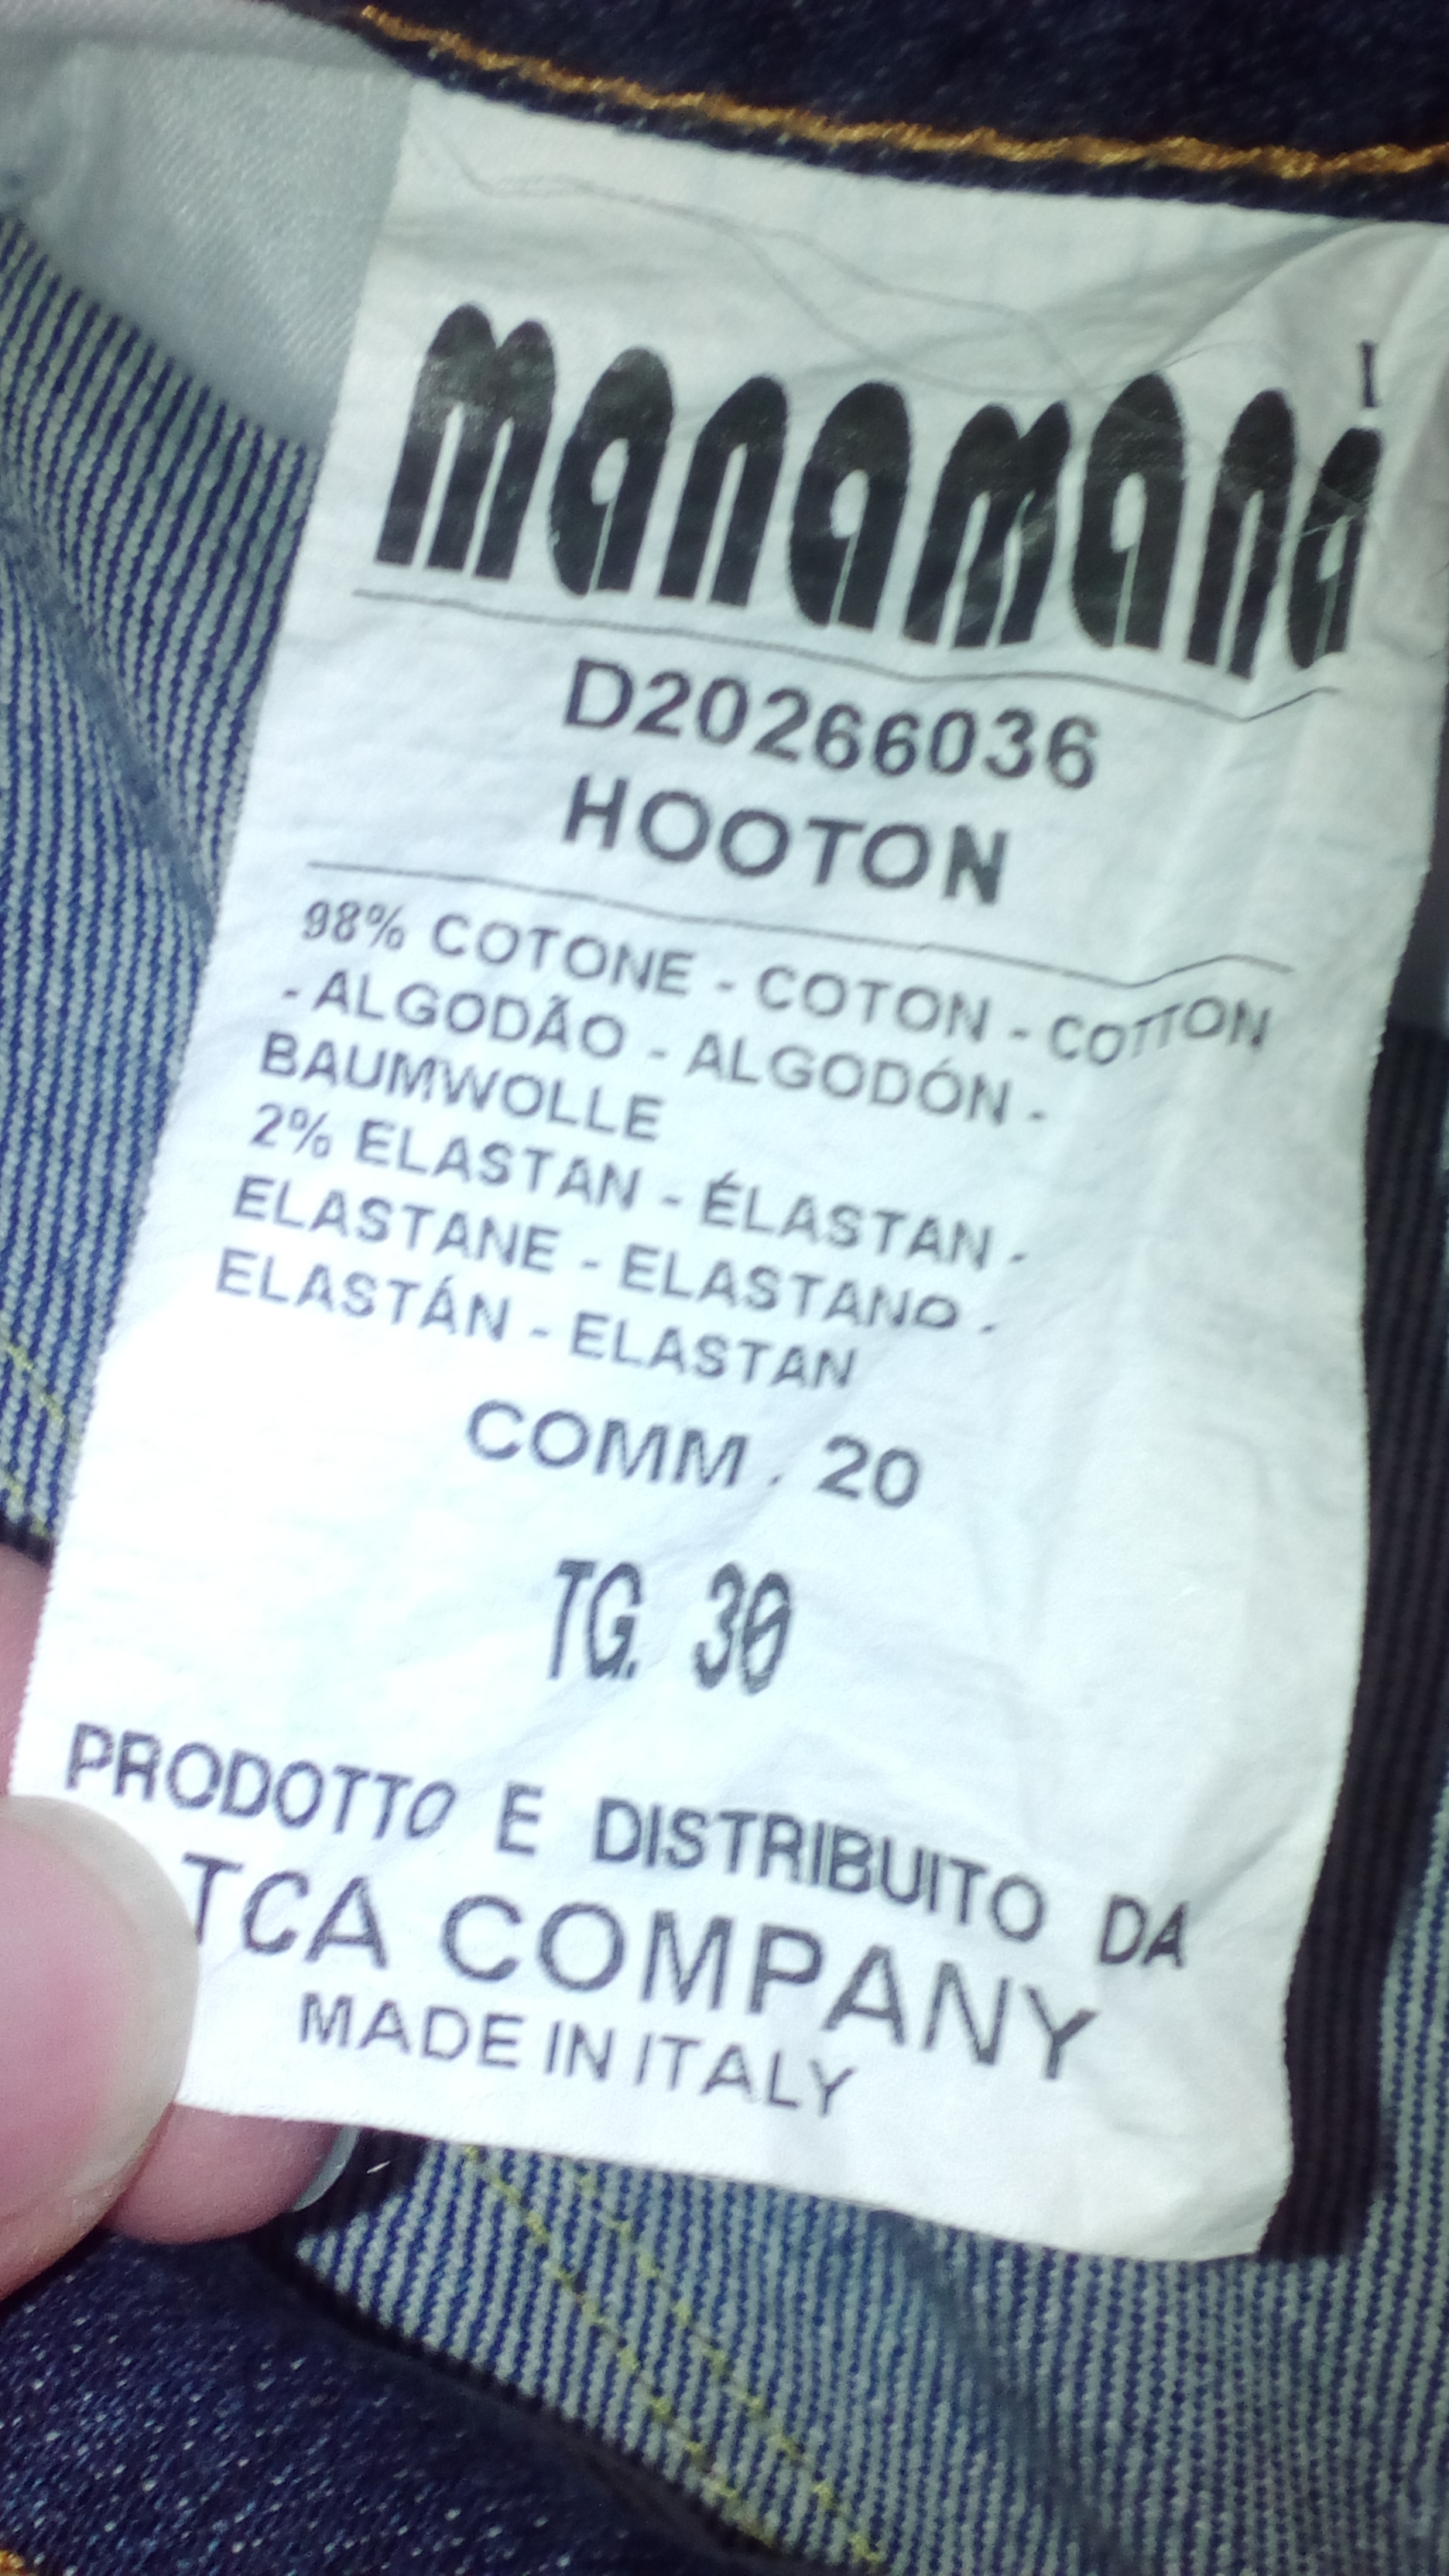 manamanà
D20266036
HOOTON
98% COTONE - COTON - COTTON
- ALGODÃO - ALGODÓN -
BAUMWOLLE
2% ELASTAN - ÉLASTAN -
ELASTANE - ELASTANO -
ELASTÁN - ELASTAN
COMM. 20
TG. 30
PRODOTTO E DISTRIBUITO DA
TCA COMPANY
MADE IN ITALY